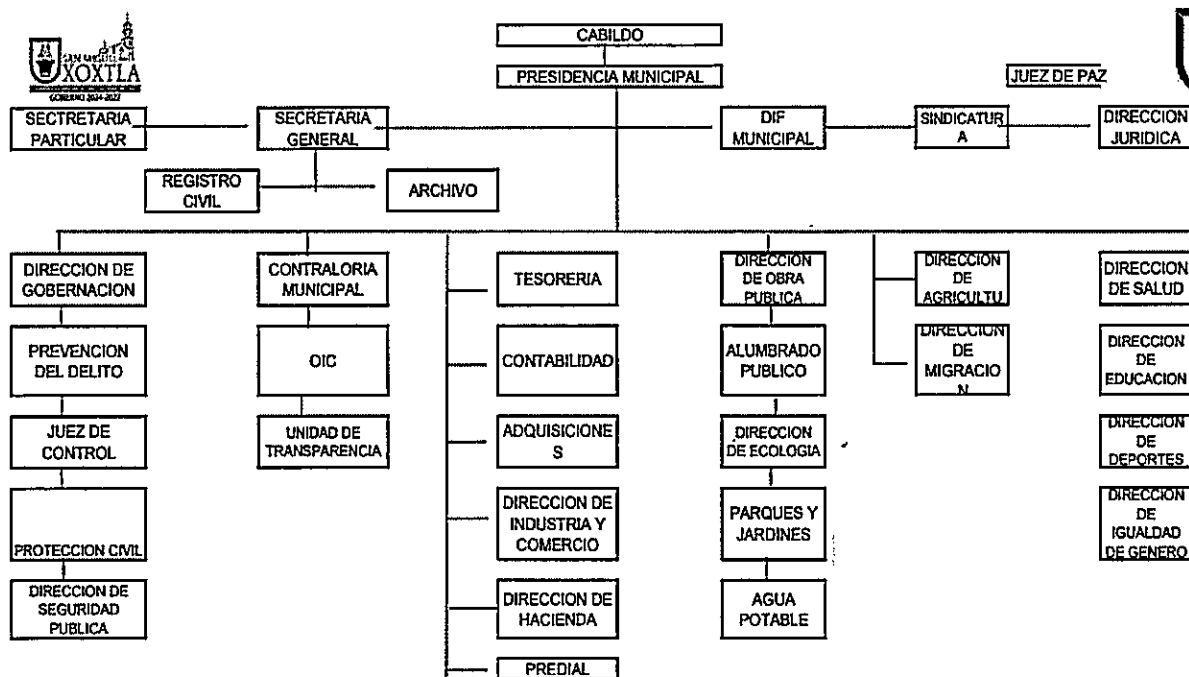 CABILDO
SAN MIGUEL
XOXTLA
PRESIDENCIA MUNICIPAL
JUEZ DE PAZ
SECTRETARIA
PARTICULAR
SECRETARIA
GENERAL
DIF
MUNICIPAL
SINDICATUR
A
DIRECCION
JURIDICA
REGISTRO
CIVIL
ARCHIVO
DIRECCION DE
GOBERNACION
CONTRALORIA
MUNICIPAL
TESORERIA
DIRECCION
DE OBRA
PUBLICA
DIRECCION
DE
AGRICULTU
DIRECCION
DE SALUD
PREVENCION
DEL DELITO
OIC
CONTABILIDAD
ALUMBRADO
PUBLICO
DIRECCION
DE
MIGRACIO
N
DIRECCION
DE
EDUCACION
JUEZ DE
CONTROL
UNIDAD DE
TRANSPARENCIA
ADQUISICIONE
S
DIRECCION
DE ECOLOGIA
DIRECCION
DE
DEPORTES
PROTECCION CIVIL
DIRECCION DE
INDUSTRIA Y
COMERCIO
PARQUES Y
JARDINES
DIRECCION
DE
IGUALDAD
DE GENERO
DIRECCION DE
SEGURIDAD
PUBLICA
DIRECCION DE
HACIENDA
AGUA
POTABLE
PREDIAL